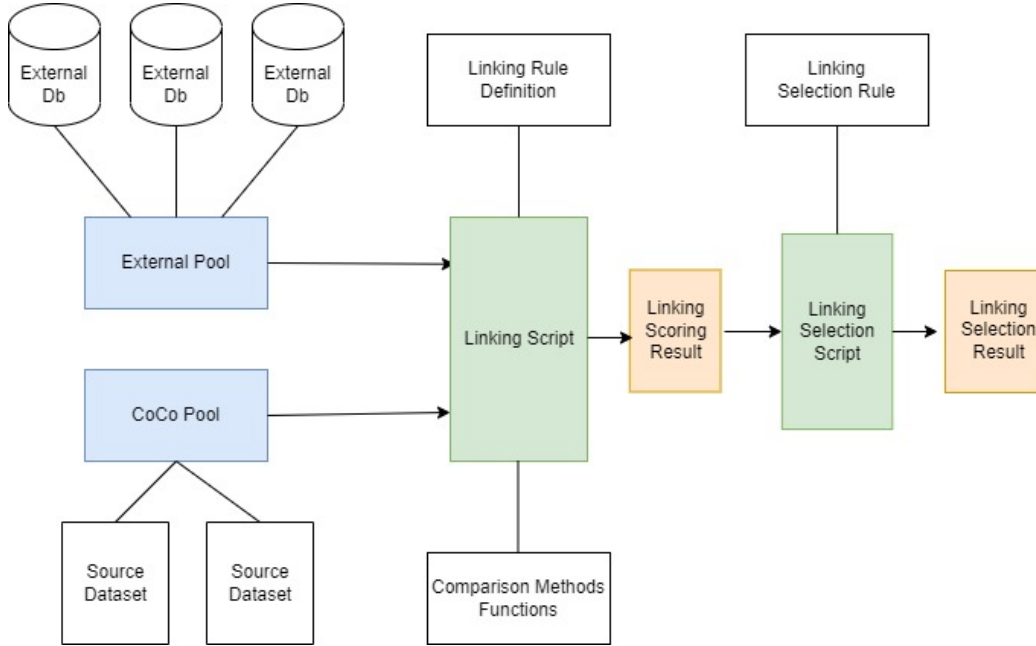 External
Db
External
Db
External
Db
Linking Rule
Definition
Linking
Selection Rule
External Pool
Linking Script
Linking
Scoring
Result
Linking
Selection
Script
Linking
Selection
Result
CoCo Pool
Source
Dataset
Source
Dataset
Comparison Methods
Functions